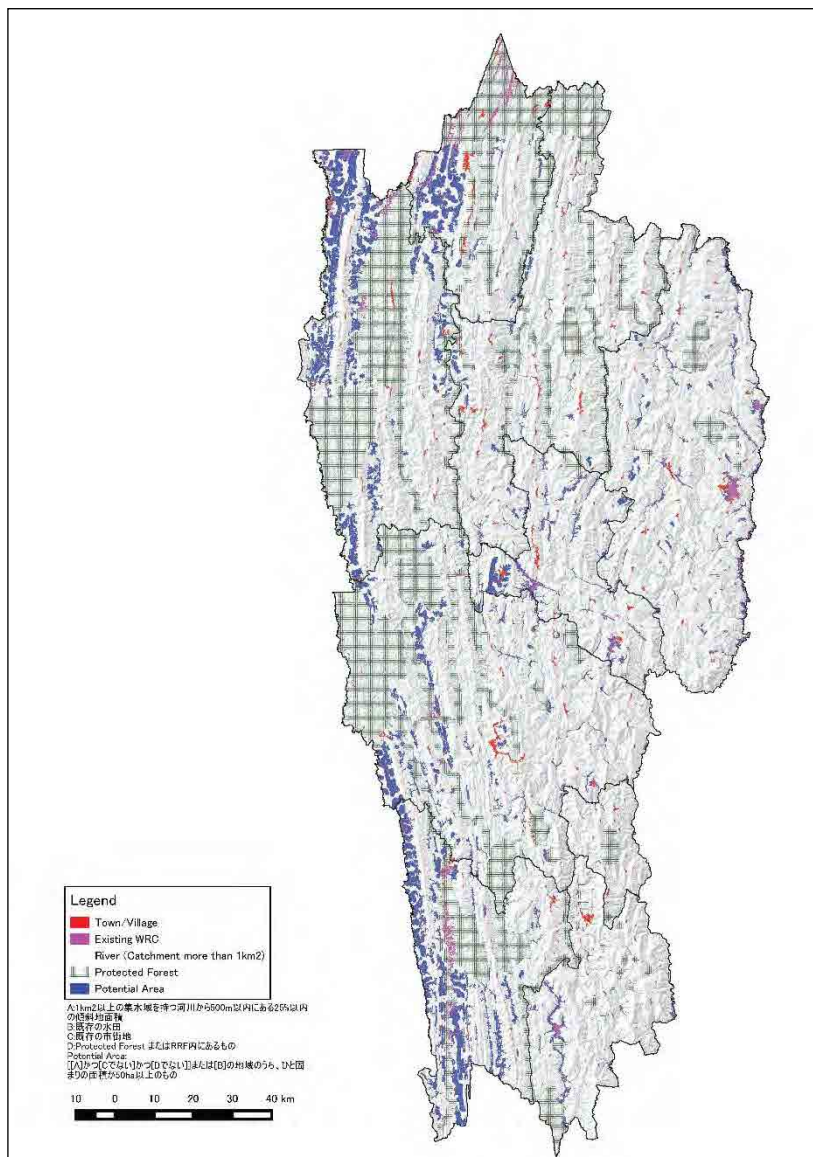 Legend
Town/Village
Existing WRC
River (Catchment more than 1km2)
Protected Forest
Potential Area
A:1km2以上の集水域を持つ河川から500m以内にある25%以内
の傾斜地面積
B:既存の水田
C:既存の市街地
D:Protected Forest またはRRF内にあるもの
Potential Area:
[[A]かつ[Cでない]かつ[Dでない]]または[B]の地域のうち、ひと固
まりの面積が50ha以上のもの
10 0 10 20 30 40 km